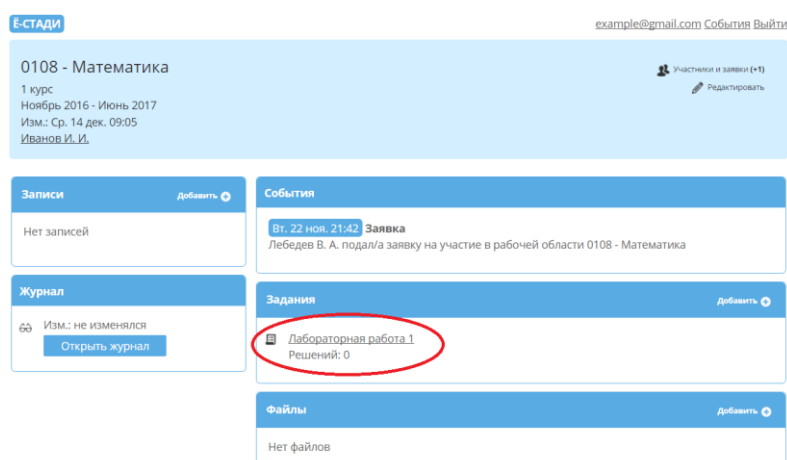 Ё-СТАДИ
example@gmail.com События Выйти
0108 - Математика
1 курс
Ноябрь 2016 - Июнь 2017
Изм.: Ср. 14 дек. 09:05
Иванов И. И.
Участники и заявки (+1)
Редактировать
Записи
Добавить
Нет записей
Журнал
Изм.: не изменялся
Открыть журнал
События
Вт. 22 ноя. 21:42 Заявка
Лебедев В. А. подал/а заявку на участие в рабочей области 0108 - Математика
Задания
Добавить
Лабораторная работа 1
Решений: 0
Файлы
Добавить
Нет файлов